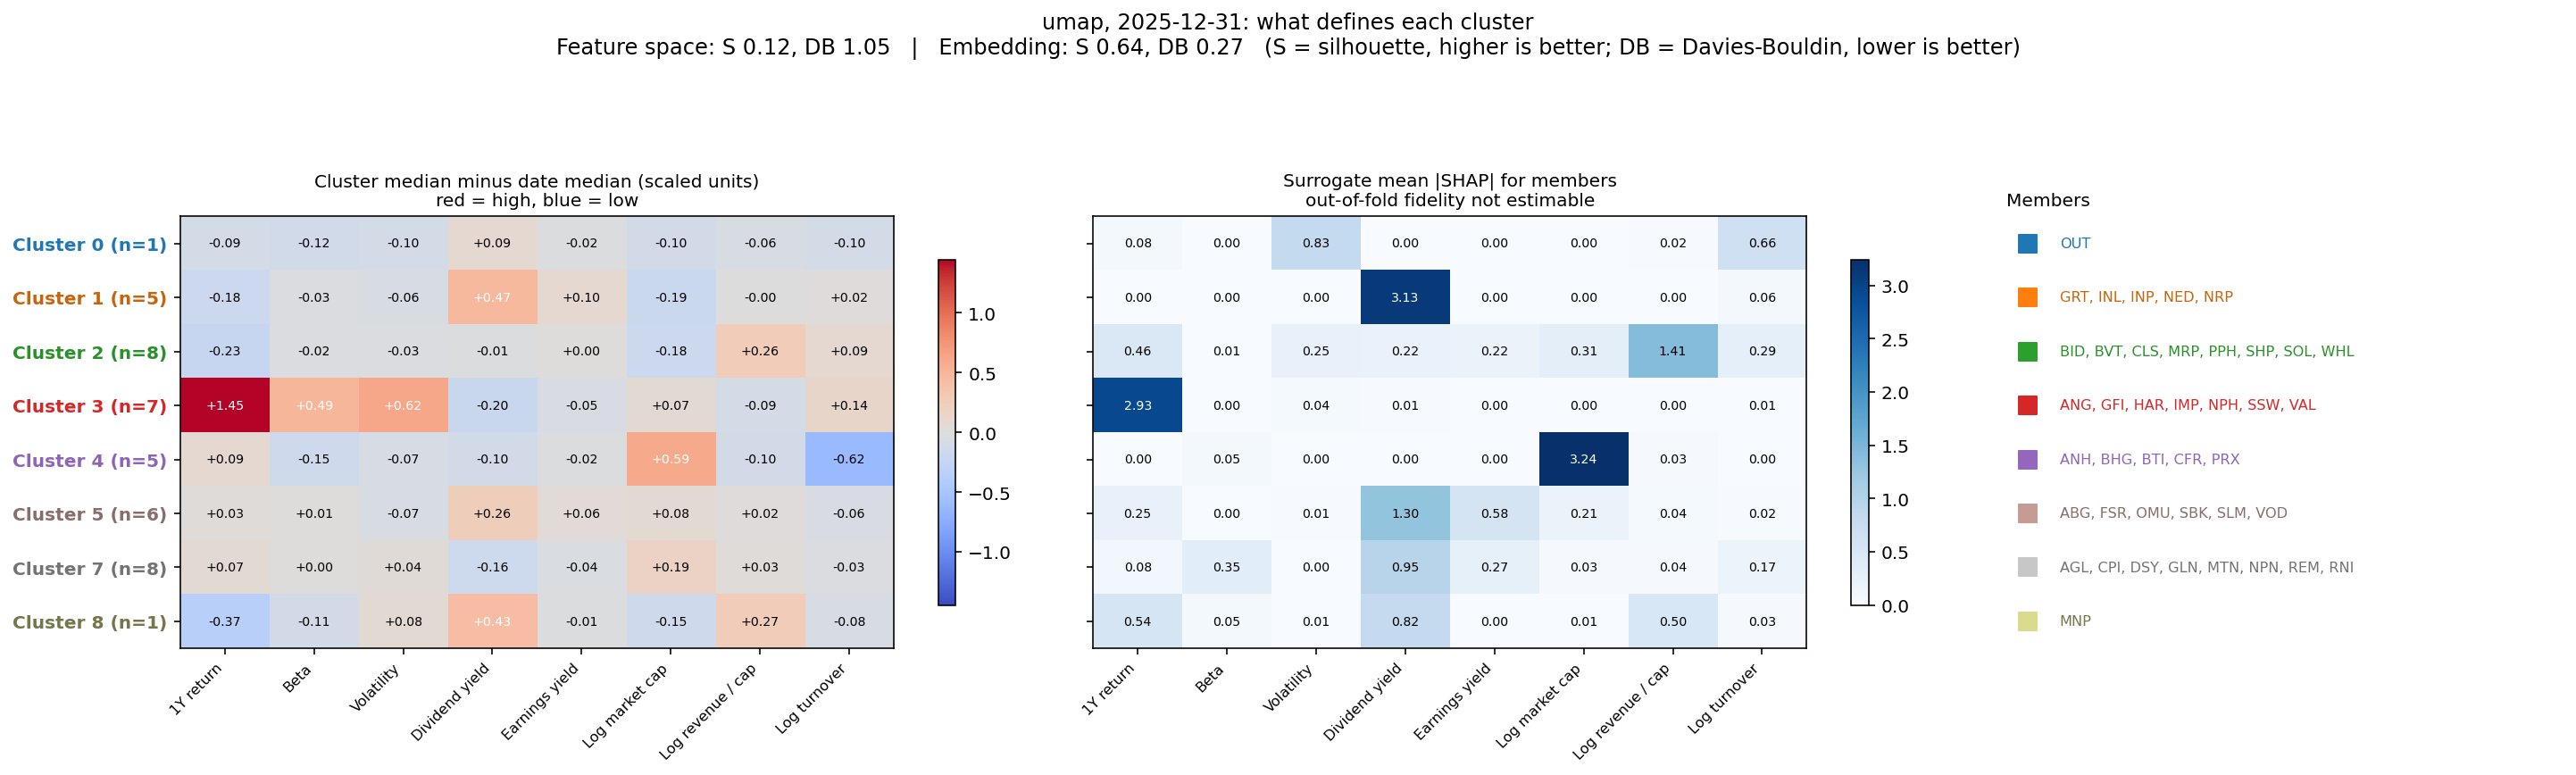 umap, 2025-12-31: what defines each cluster
Feature space: S 0.12, DB 1.05   |   Embedding: S 0.64, DB 0.27   (S = silhouette, higher is better; DB = Davies-Bouldin, lower is better)
Cluster median minus date median (scaled units)
red = high, blue = low
Cluster 0 (n=1) -0.09 -0.12 -0.10 +0.09 -0.02 -0.10 -0.06 -0.10
Cluster 1 (n=5) -0.18 -0.03 -0.06 +0.47 +0.10 -0.19 -0.00 +0.02
Cluster 2 (n=8) -0.23 -0.02 -0.03 -0.01 +0.00 -0.18 +0.26 +0.09
Cluster 3 (n=7) +1.45 +0.49 +0.62 -0.20 -0.05 +0.07 -0.09 +0.14
Cluster 4 (n=5) +0.09 -0.15 -0.07 -0.10 -0.02 +0.59 -0.10 -0.62
Cluster 5 (n=6) +0.03 +0.01 -0.07 +0.26 +0.06 +0.08 +0.02 -0.06
Cluster 7 (n=8) +0.07 +0.00 +0.04 -0.16 -0.04 +0.19 +0.03 -0.03
Cluster 8 (n=1) -0.37 -0.11 +0.08 +0.43 -0.01 -0.15 +0.27 -0.08
1Y return Beta Volatility Dividend yield Earnings yield Log market cap Log revenue / cap Log turnover
1.0
0.5
0.0
−0.5
−1.0
Surrogate mean |SHAP| for members
out-of-fold fidelity not estimable
0.08 0.00 0.83 0.00 0.00 0.00 0.02 0.66
0.00 0.00 0.00 3.13 0.00 0.00 0.00 0.06
0.46 0.01 0.25 0.22 0.22 0.31 1.41 0.29
2.93 0.00 0.04 0.01 0.00 0.00 0.00 0.01
0.00 0.05 0.00 0.00 0.00 3.24 0.03 0.00
0.25 0.00 0.01 1.30 0.58 0.21 0.04 0.02
0.08 0.35 0.00 0.95 0.27 0.03 0.04 0.17
0.54 0.05 0.01 0.82 0.00 0.01 0.50 0.03
1Y return Beta Volatility Dividend yield Earnings yield Log market cap Log revenue / cap Log turnover
3.0
2.5
2.0
1.5
1.0
0.5
0.0
Members
OUT
GRT, INL, INP, NED, NRP
BID, BVT, CLS, MRP, PPH, SHP, SOL, WHL
ANG, GFI, HAR, IMP, NPH, SSW, VAL
ANH, BHG, BTI, CFR, PRX
ABG, FSR, OMU, SBK, SLM, VOD
AGL, CPI, DSY, GLN, MTN, NPN, REM, RNI
MNP